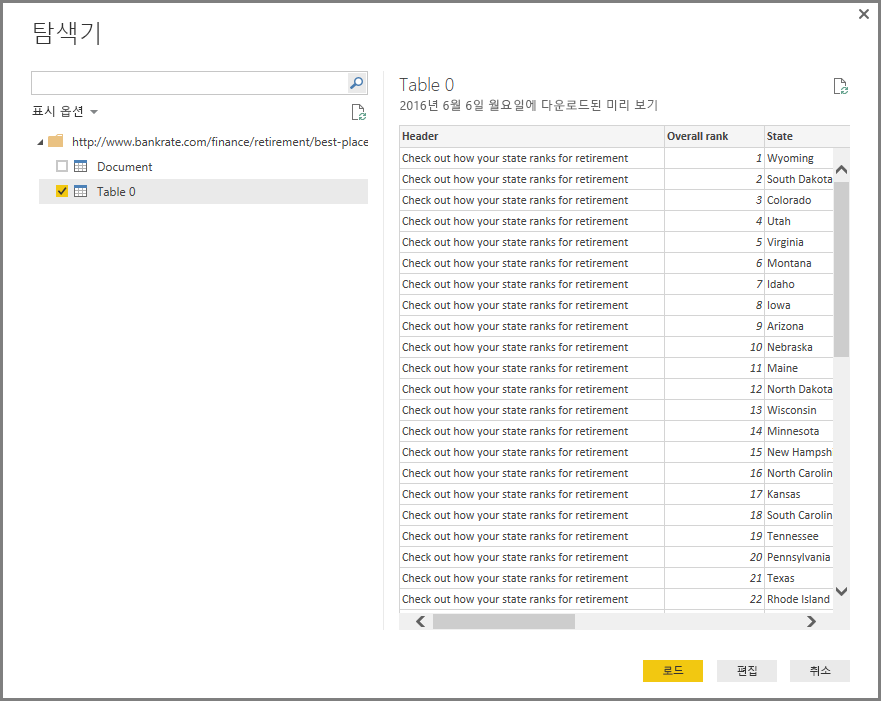 탐색기
표시 옵션
http://www.bankrate.com/finance/retirement/best-place
Document
Table 0
Table 0
2016년 6월 6일 월요일에 다운로드된 미리 보기
Header Overall rank State
Check out how your state ranks for retirement 1 Wyoming
Check out how your state ranks for retirement 2 South Dakota
Check out how your state ranks for retirement 3 Colorado
Check out how your state ranks for retirement 4 Utah
Check out how your state ranks for retirement 5 Virginia
Check out how your state ranks for retirement 6 Montana
Check out how your state ranks for retirement 7 Idaho
Check out how your state ranks for retirement 8 Iowa
Check out how your state ranks for retirement 9 Arizona
Check out how your state ranks for retirement 10 Nebraska
Check out how your state ranks for retirement 11 Maine
Check out how your state ranks for retirement 12 North Dakota
Check out how your state ranks for retirement 13 Wisconsin
Check out how your state ranks for retirement 14 Minnesota
Check out how your state ranks for retirement 15 New Hampsh
Check out how your state ranks for retirement 16 North Carolin
Check out how your state ranks for retirement 17 Kansas
Check out how your state ranks for retirement 18 South Carolin
Check out how your state ranks for retirement 19 Tennessee
Check out how your state ranks for retirement 20 Pennsylvania
Check out how your state ranks for retirement 21 Texas
Check out how your state ranks for retirement 22 Rhode Island
로드 편집 취소